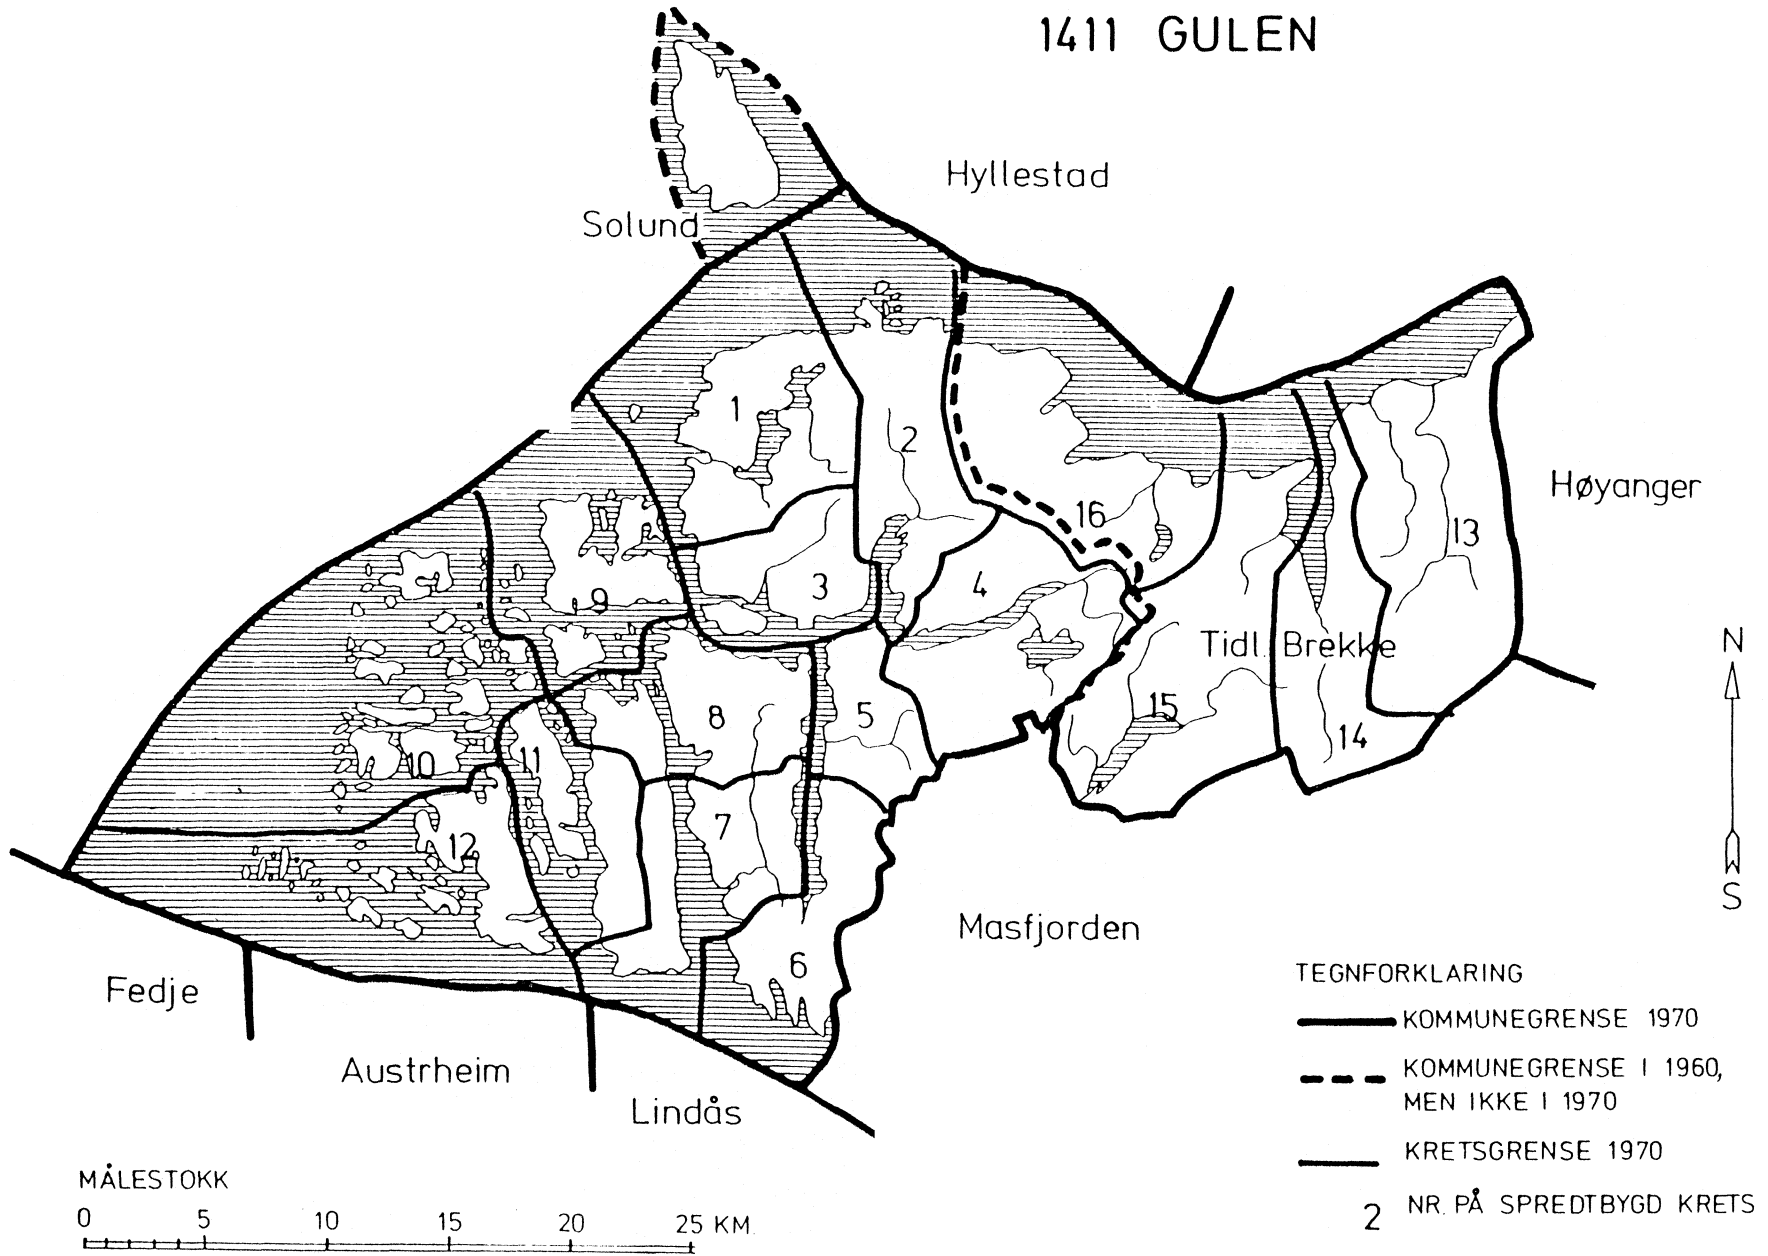 1411 GULEN
Hyllestad
Solund
1
2
Høyanger
16
13
3
4
9
Tidl. Brekke
N
8
5
15
14
10
11
7
12
S
Masfjorden
6
Fedje
TEGNFORKLARING
KOMMUNEGRENSE 1970
Austrheim
KOMMUNEGRENSE I 1960,
MEN IKKE I 1970
Lindås
KRETSGRENSE 1970
MÅLESTOKK
2 NR. PÅ SPREDTBYGD KRETS
0 5 10 15 20 25 KM